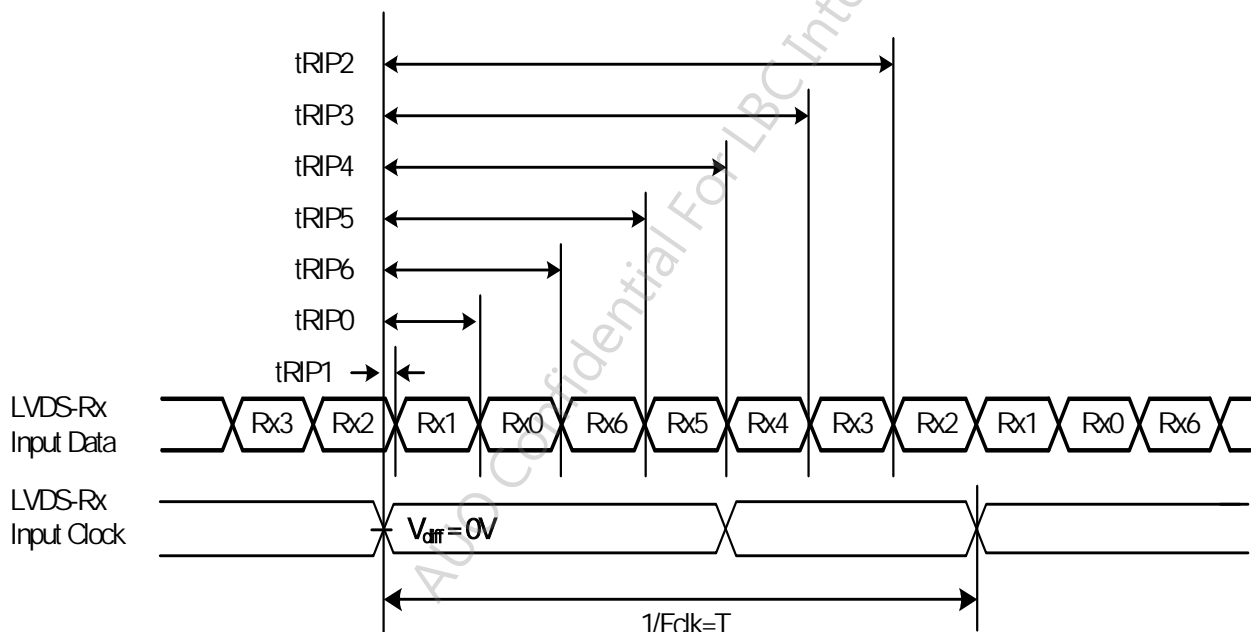 tRIP2
tRIP3
tRIP4
tRIP5
tRIP6
tRIP0
tRIP1
LVDS-Rx
Input Data
Rx3 Rx2 Rx1 Rx0 Rx6 Rx5 Rx4 Rx3 Rx2 Rx1 Rx0 Rx6
LVDS-Rx
Input Clock
Vdiff = 0V
1/Fclk=T
AUO Confidential For LBC Inte